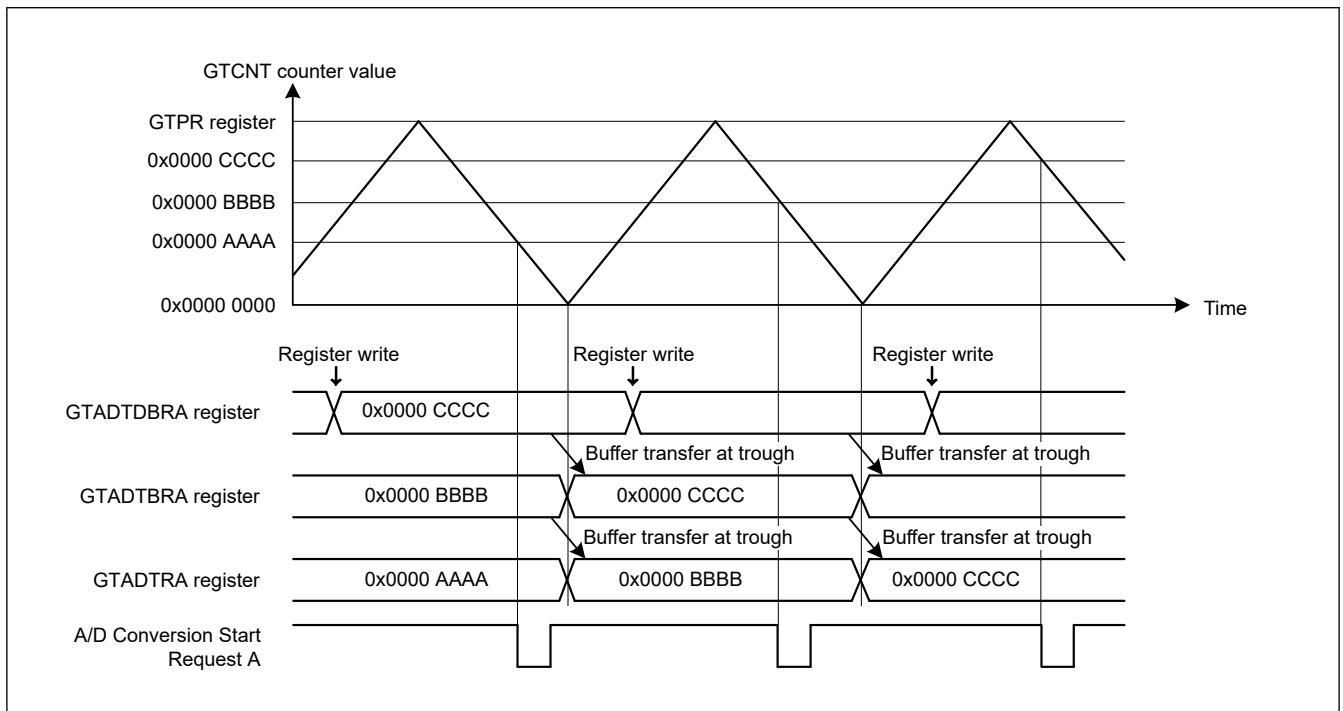 GTCNT counter value
GTPR register
0x0000 CCCC
0x0000 BBBB
0x0000 AAAA
0x0000 0000
Time
Register write
Register write
Register write
GTADTDBRA register
0x0000 CCCC
Buffer transfer at trough
Buffer transfer at trough
GTADTBRA register
0x0000 BBBB
0x0000 CCCC
Buffer transfer at trough
Buffer transfer at trough
GTADTRA register
0x0000 AAAA
0x0000 BBBB
0x0000 CCCC
A/D Conversion Start
Request A